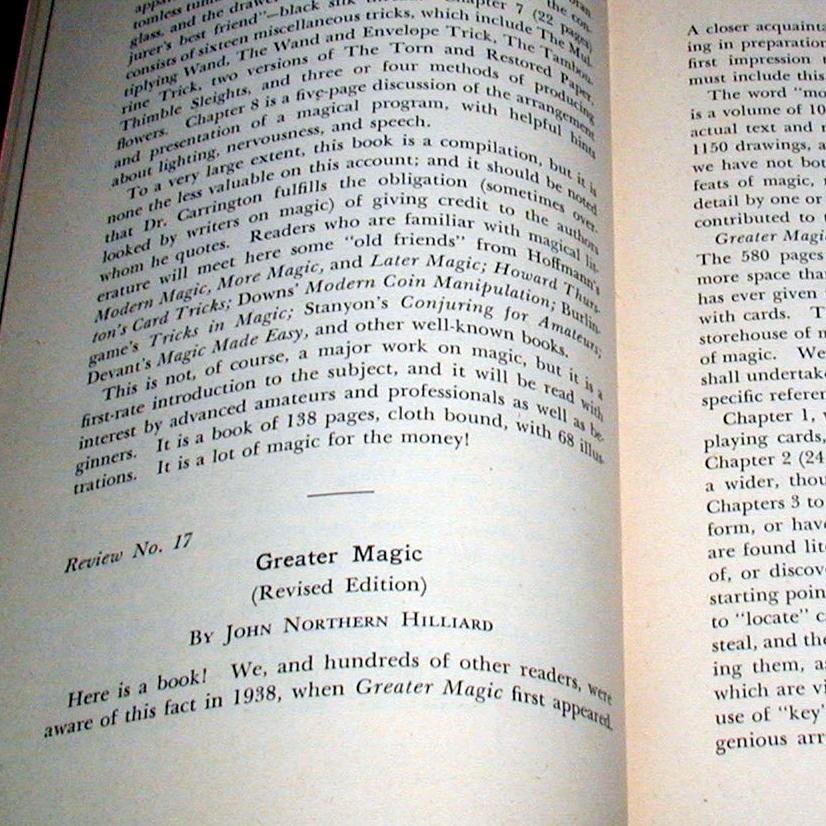 glass, and the drawer
jurer's best friend"—black silk
consists of sixteen miscellaneous tricks, which include The Mul-
tiplying Wand, The Wand and Envelope Trick, The Tambou-
rine Trick, two versions of The Torn and Restored Paper,
Thimble Sleights, and three or four methods of producing
flowers. Chapter 8 is a five-page discussion of the arrangement
and presentation of a magical program, with helpful hints
about lighting, nervousness, and speech.
To a very large extent, this book is a compilation, but it is
none the less valuable on this account; and it should be noted
that Dr. Carrington fulfills the obligation (sometimes over-
looked by writers on magic) of giving credit to the authors
whom he quotes. Readers who are familiar with magical lit-
erature will meet here some "old friends" from Hoffmann's
Modern Magic, More Magic, and Later Magic; Howard Thurs-
ton's Card Tricks; Downs' Modern Coin Manipulation; Burlin-
game's Tricks in Magic; Stanyon's Conjuring for Amateurs;
Devant's Magic Made Easy, and other well-known books.
This is not, of course, a major work on magic, but it is a
first-rate introduction to the subject, and it will be read with
interest by advanced amateurs and professionals as well as be-
ginners. It is a book of 138 pages, cloth bound, with 68 illus-
trations. It is a lot of magic for the money!
Review No. 17
Greater Magic
(Revised Edition)
By John Northern Hilliard
Here is a book! We, and hundreds of other readers, were
aware of this fact in 1938, when Greater Magic first appeared.
A closer acquainta
ing in preparation
first impression
must include this
The word "mo
is a volume of 10
actual text and
1150 drawings, a
we have not bot
feats of magic,
detail by one or
contributed to
Greater Magi
The 580 pages
more space tha
has ever given
with cards. T
storehouse of m
of magic. We
shall undertak
specific referen
Chapter 1,
playing cards,
Chapter 2 (24
a wider, thou
Chapters 3 to
form, or hav
are found lit
of, or discov
starting poin
to "locate" c
steal, and the
ing them, a
which are vi
use of "key"
genious arr